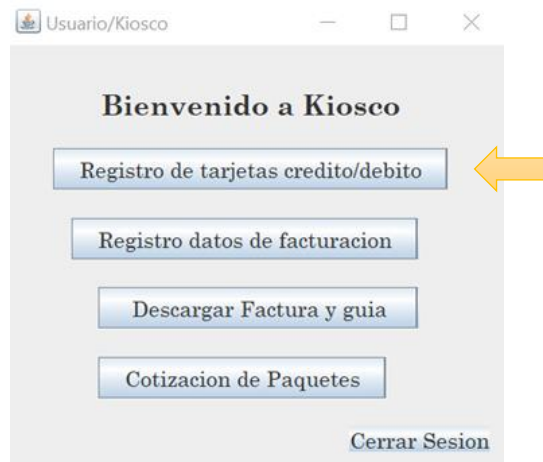 Usuario/Kiosco
Bienvenido a Kiosco
Registro de tarjetas credito/debito
Registro datos de facturacion
Descargar Factura y guia
Cotizacion de Paquetes
Cerrar Sesion